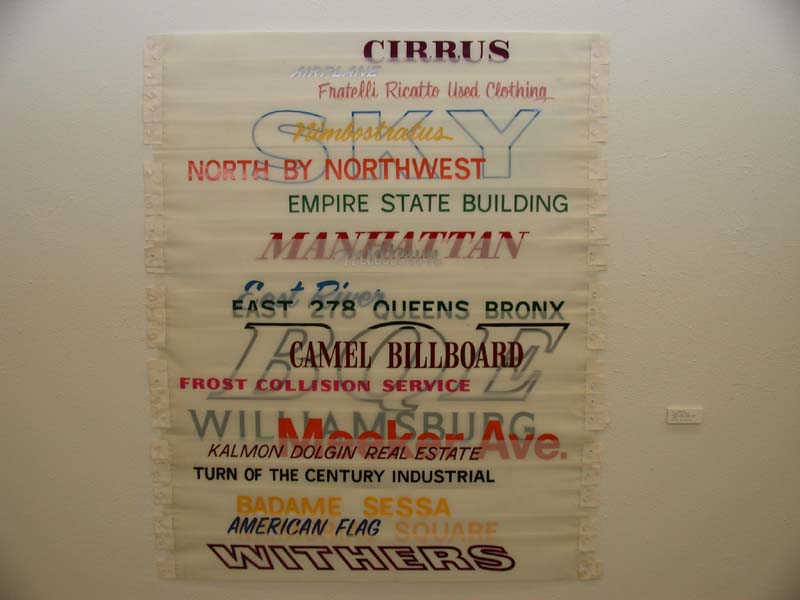 CIRRUS
AIRPLANE
Fratelli Ricatto Used Clothing
SKY
Nimbostratus
NORTH BY NORTHWEST
EMPIRE STATE BUILDING
MANHATTAN
East River
EAST 278 QUEENS BRONX
BQE
CAMEL BILLBOARD
FROST COLLISION SERVICE
WILLIAMSBURG
Meeker Ave.
KALMON DOLGIN REAL ESTATE
TURN OF THE CENTURY INDUSTRIAL
BADAME SESSA
AMERICAN FLAG
SQUARE
WITHERS